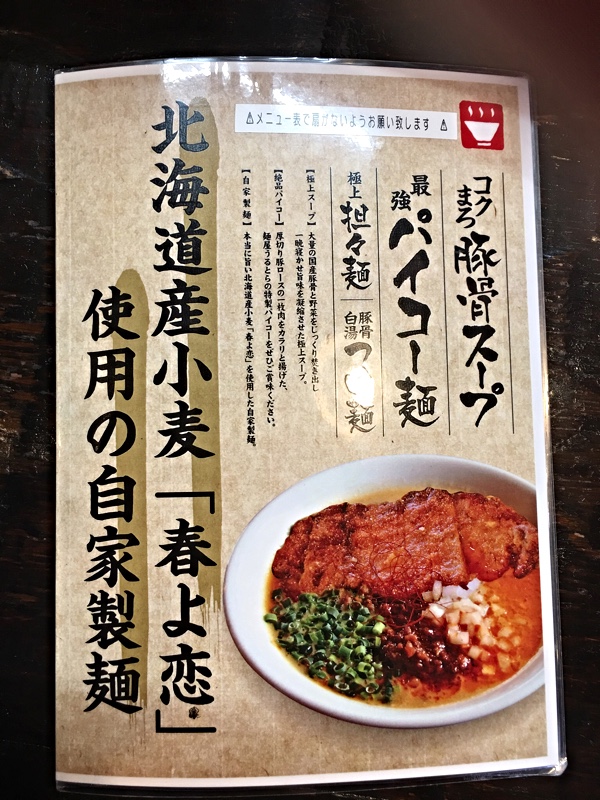 ⚠メニュー表で扇がないようお願い致します⚠
コクまろ豚骨スープ
最強パイコー麺
極上担々麺
豚骨白湯つけ麺
【極上スープ】大量の国産豚骨と野菜をじっくり焚き出し
一晩寝かせ旨味を凝縮させた極上スープ。
【絶品パイコー】厚切り豚ロースの一枚肉をカラリと揚げた、
麺屋うるとらの特製パイコーをぜひご賞味ください。
【自家製麺】本当に旨い北海道産小麦「春よ恋」を使用した自家製麺。
北海道産小麦「春よ恋」
使用の自家製麺